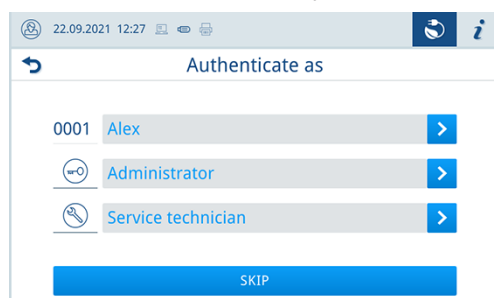 22.09.2021 12:27
i
Authenticate as
0001 Alex
Administrator
Service technician
SKIP